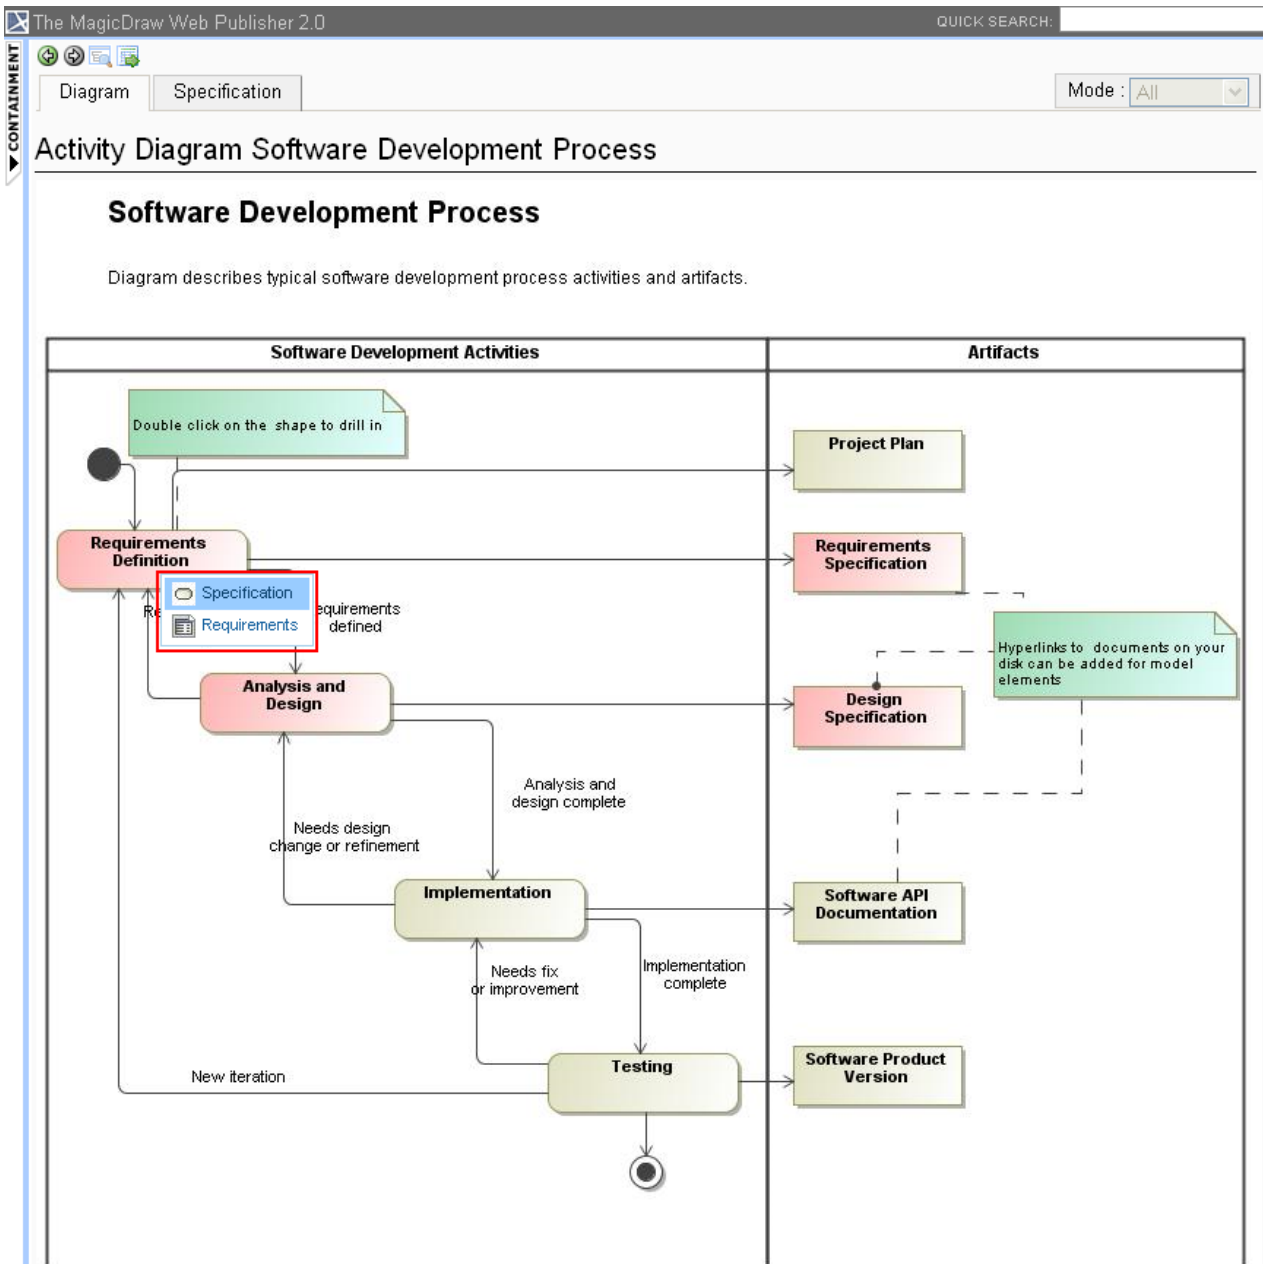 The MagicDraw Web Publisher 2.0
QUICK SEARCH:
CONTAINMENT
Diagram
Specification
Mode :
All
Activity Diagram Software Development Process
Software Development Process
Diagram describes typical software development process activities and artifacts.
Software Development Activities
Artifacts
Double click on the shape to drill in
Project Plan
Requirements
Definition
Requirements
Specification
Specification
Requirements
Re
equirements
defined
Hyperlinks to documents on your
disk can be added for model
elements
Analysis and
Design
Design
Specification
Analysis and
design complete
Needs design
change or refinement
Implementation
Software API
Documentation
Needs fix
or improvement
Implementation
complete
Testing
Software Product
Version
New iteration